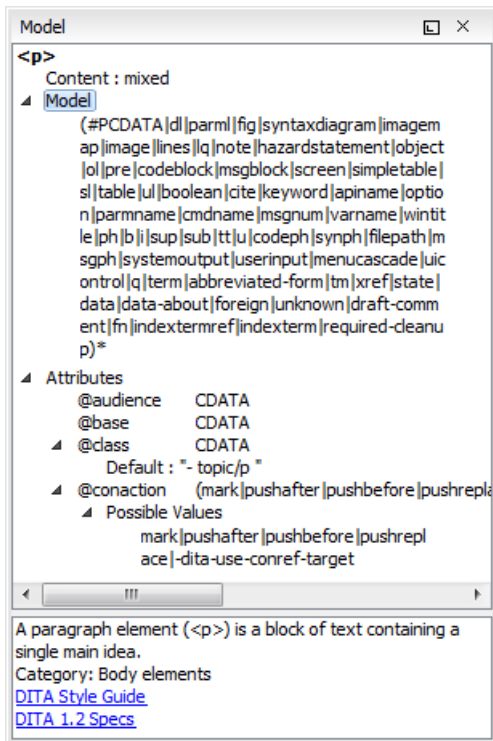 Model
<p>
Content : mixed
Model
(#PCDATA|dl|parml|fig|syntaxdiagram|imagem
ap|image|lines|lq|note|hazardstatement|object
|ol|pre|codeblock|msgblock|screen|simpletable|
sl|table|ul|boolean|cite|keyword|apiname|optio
n|parmname|cmdname|msgnum|varname|wintit
le|ph|b|i|sup|sub|tt|u|codeph|synph|filepath|m
sgph|systemoutput|userinput|menucascade|uic
ontrol|q|term|abbreviated-form|tm|xref|state|
data|data-about|foreign|unknown|draft-comm
ent|fn|indextermref|indexterm|required-cleanu
p)*
Attributes
@audience CDATA
@base CDATA
@class CDATA
Default : "- topic/p "
@conaction (mark|pushafter|pushbefore|pushrepla
Possible Values
mark|pushafter|pushbefore|pushrepl
ace|-dita-use-conref-target
A paragraph element (<p>) is a block of text containing a
single main idea.
Category: Body elements
DITA Style Guide
DITA 1.2 Specs